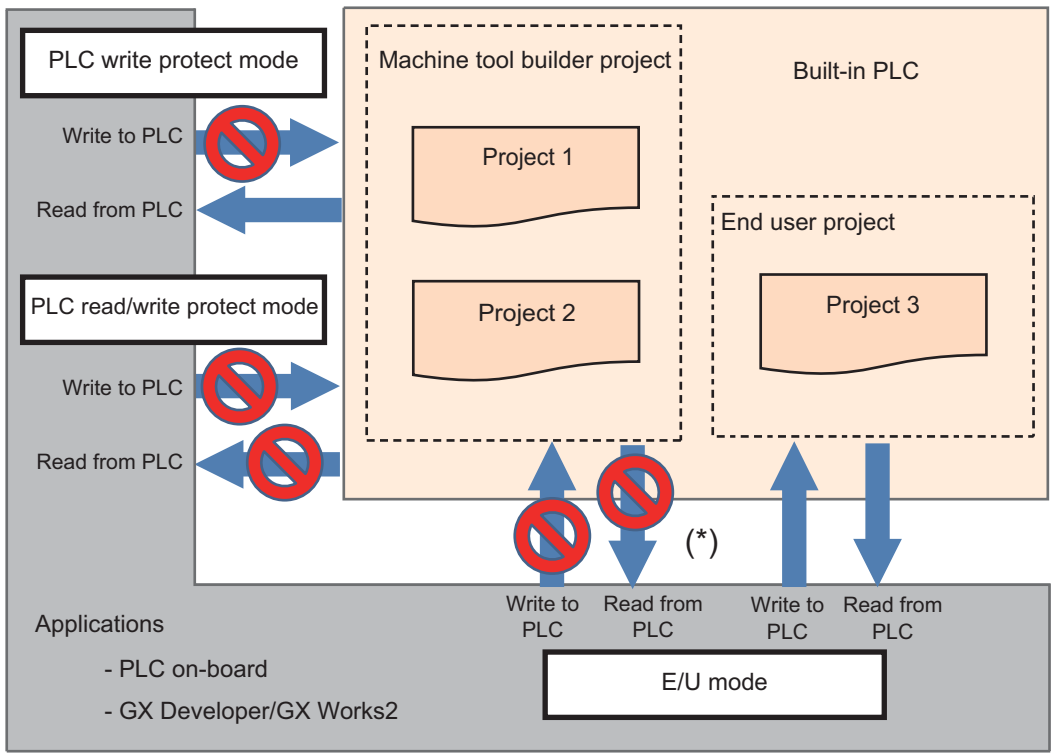 PLC write protect mode
Write to PLC
Read from PLC
PLC read/write protect mode
Write to PLC
Read from PLC
Machine tool builder project
Project 1
Project 2
Built-in PLC
End user project
Project 3
(*)
Write to
PLC
Read from
PLC
Write to
PLC
Read from
PLC
E/U mode
Applications
- PLC on-board
- GX Developer/GX Works2